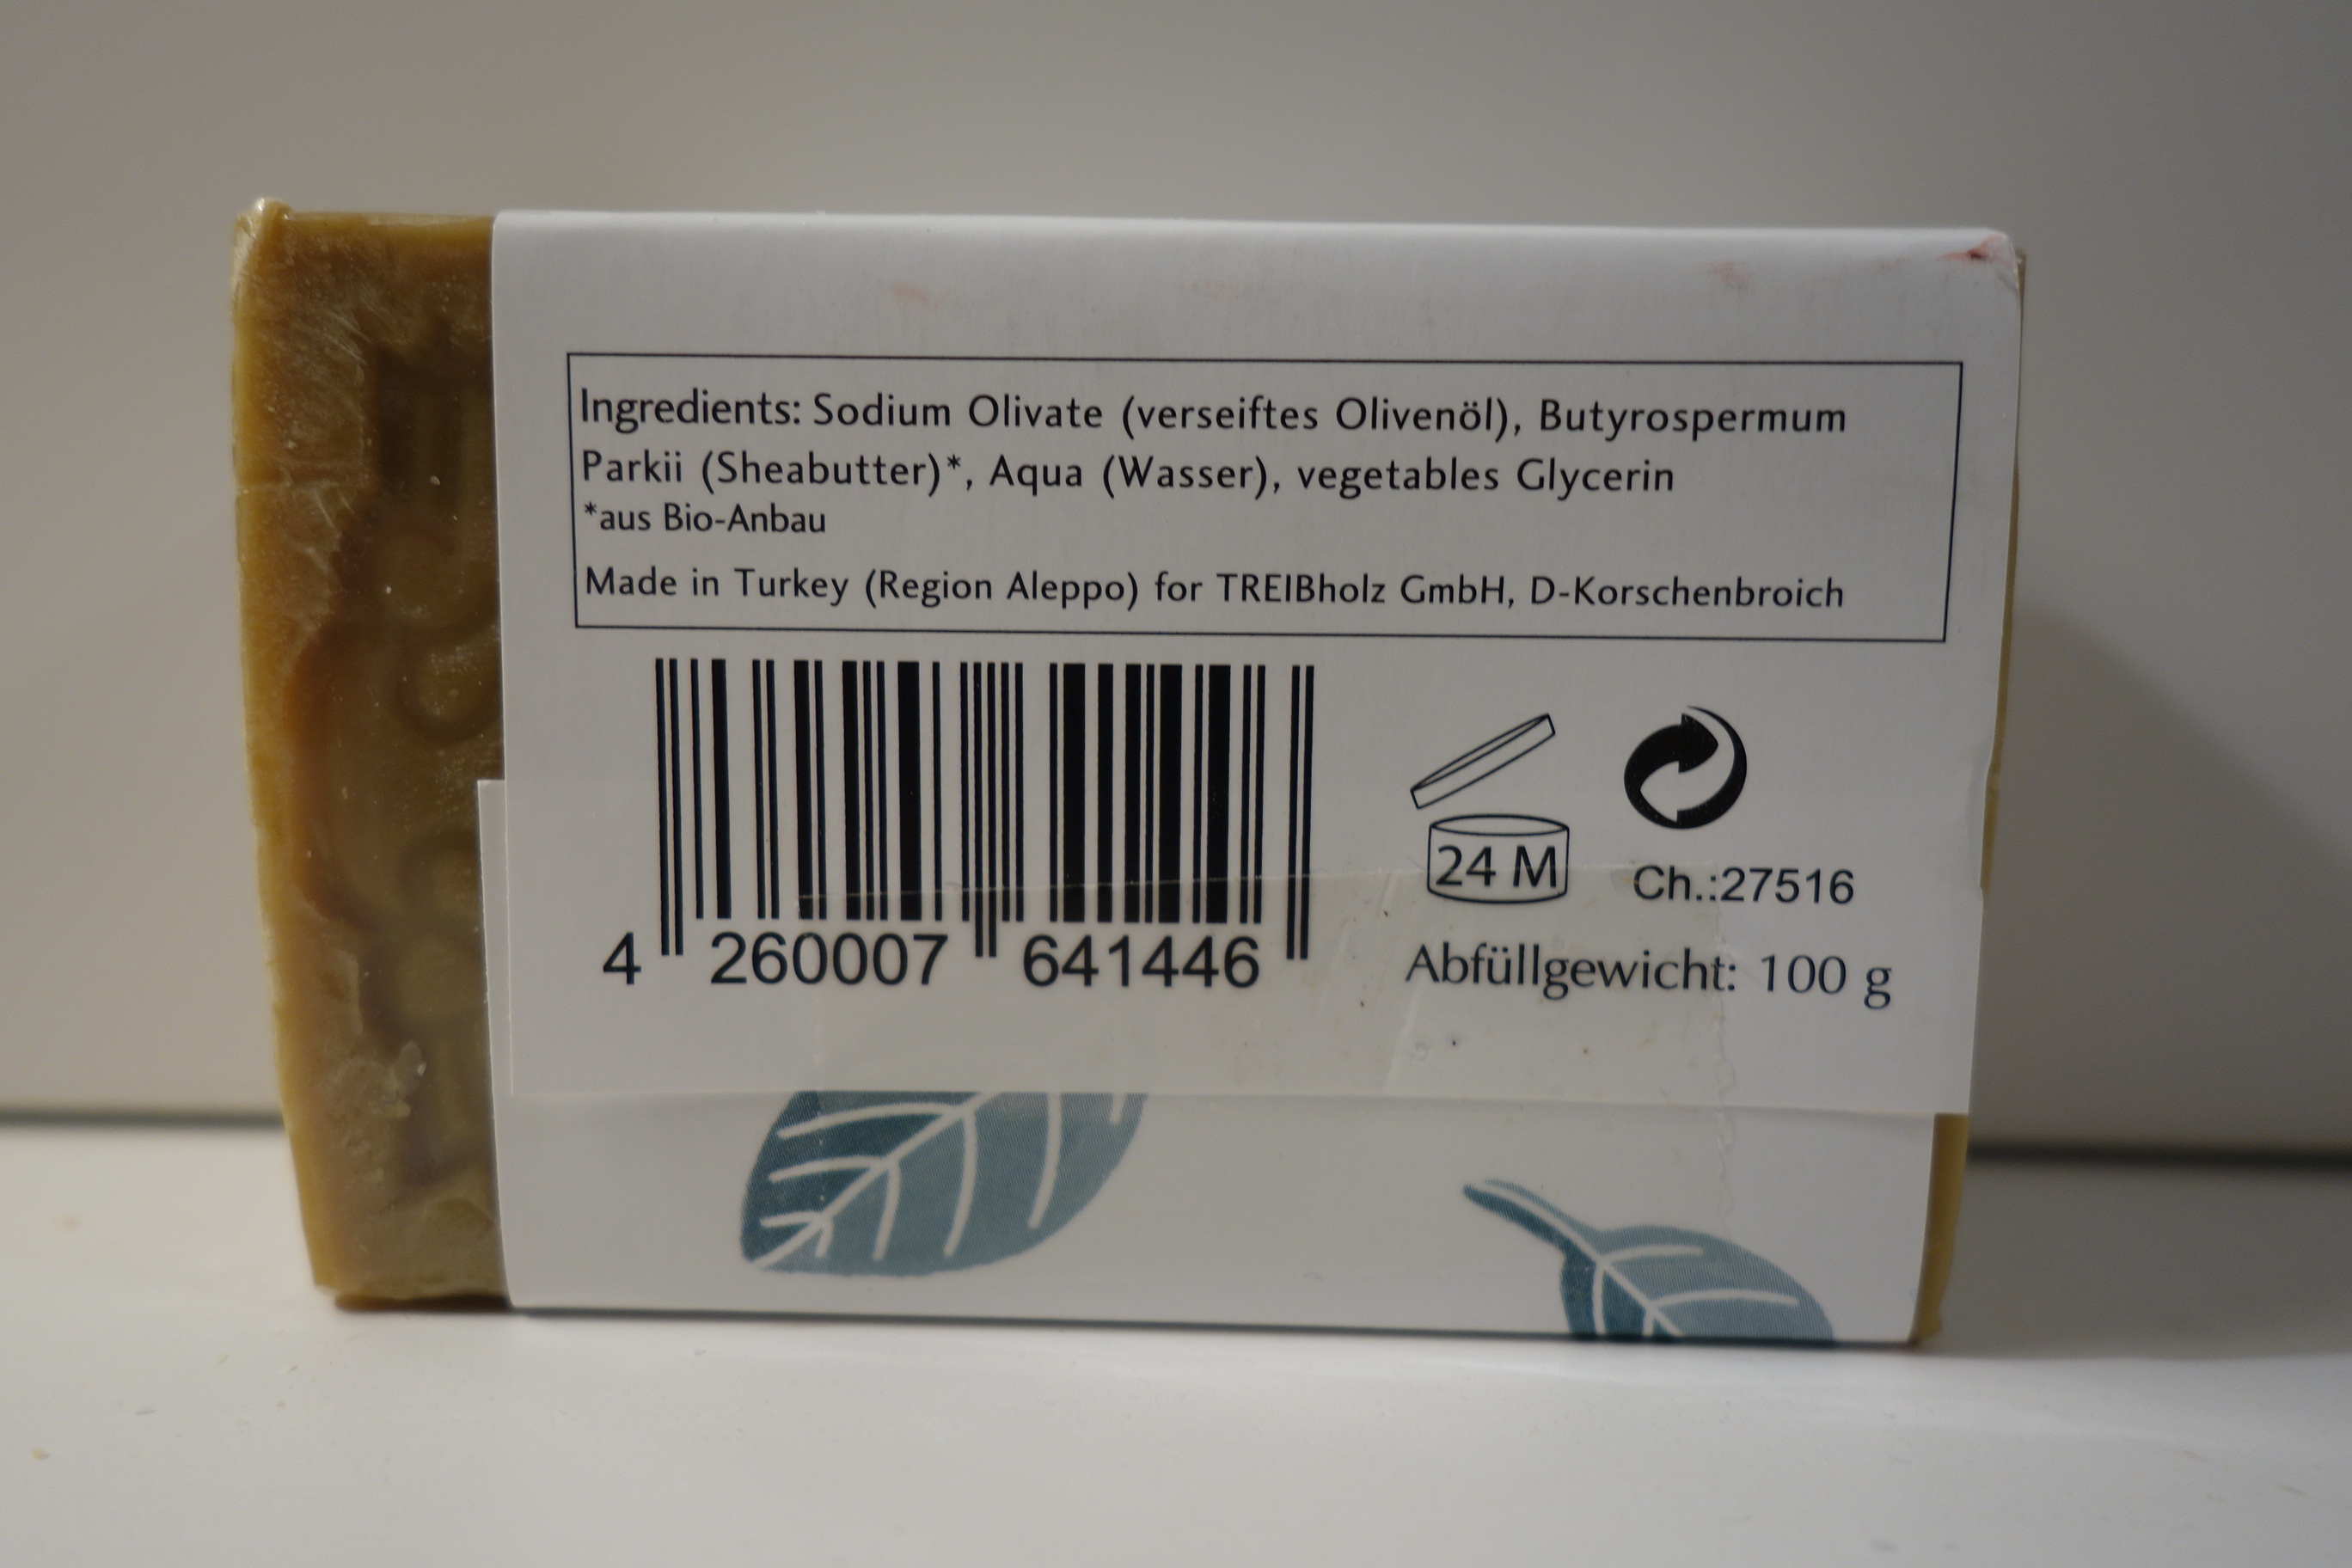 Ingredients: Sodium Olivate (verseiftes Olivenöl), Butyrospermum
Parkii (Sheabutter)*, Aqua (Wasser), vegetables Glycerin
*aus Bio-Anbau
Made in Turkey (Region Aleppo) for TREIBholz GmbH, D-Korschenbroich
24 M
Ch.:27516
4 260007 641446
Abfüllgewicht: 100 g